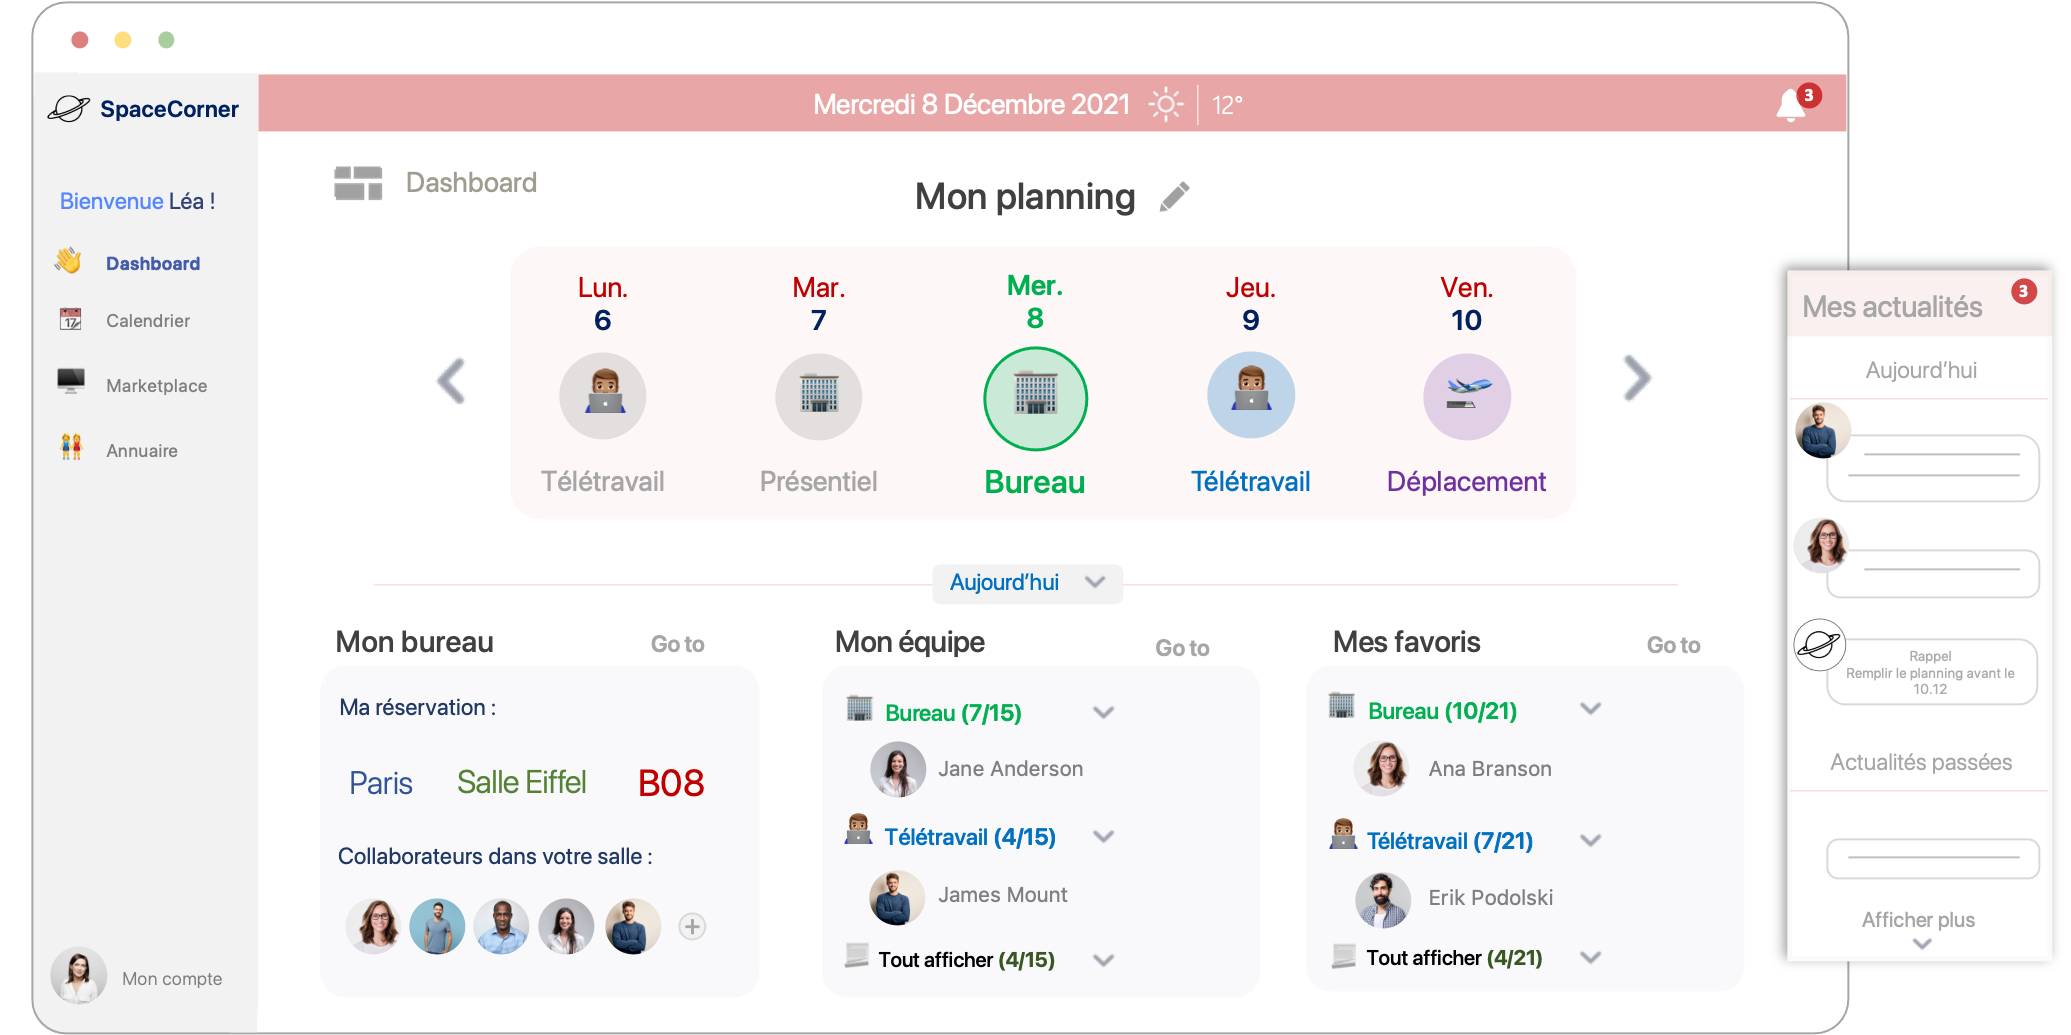 SpaceCorner
Mercredi 8 Décembre 2021
12°
3
Bienvenue Léa !
Dashboard
17
Calendrier
Marketplace
Annuaire
Mon compte
Dashboard
Mon planning
Lun.
6
Télétravail
Mar.
7
Présentiel
Mer.
8
Bureau
Jeu.
9
Télétravail
Ven.
10
Déplacement
Aujourd’hui
Mon bureau
Go to
Ma réservation :
Paris
Salle Eiffel
B08
Collaborateurs dans votre salle :
Mon équipe
Go to
Bureau (7/15)
Jane Anderson
Télétravail (4/15)
James Mount
Tout afficher (4/15)
Mes favoris
Go to
Bureau (10/21)
Ana Branson
Télétravail (7/21)
Erik Podolski
Tout afficher (4/21)
Mes actualités
3
Aujourd’hui
Rappel
Remplir le planning avant le
10.12
Actualités passées
Afficher plus